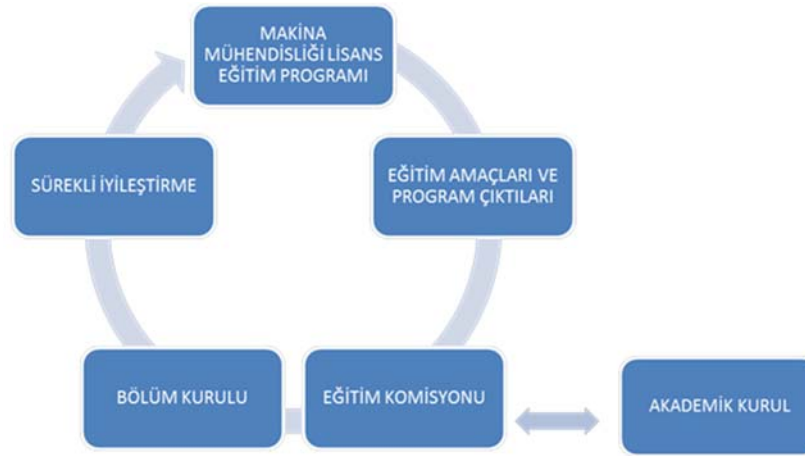 MAKİNA
MÜHENDİSLİĞİ LİSANS
EĞİTİM PROGRAMI
SÜREKLİ İYİLEŞTİRME
EĞİTİM AMAÇLARI VE
PROGRAM ÇIKTILARI
BÖLÜM KURULU
EĞİTİM KOMİSYONU
AKADEMİK KURUL